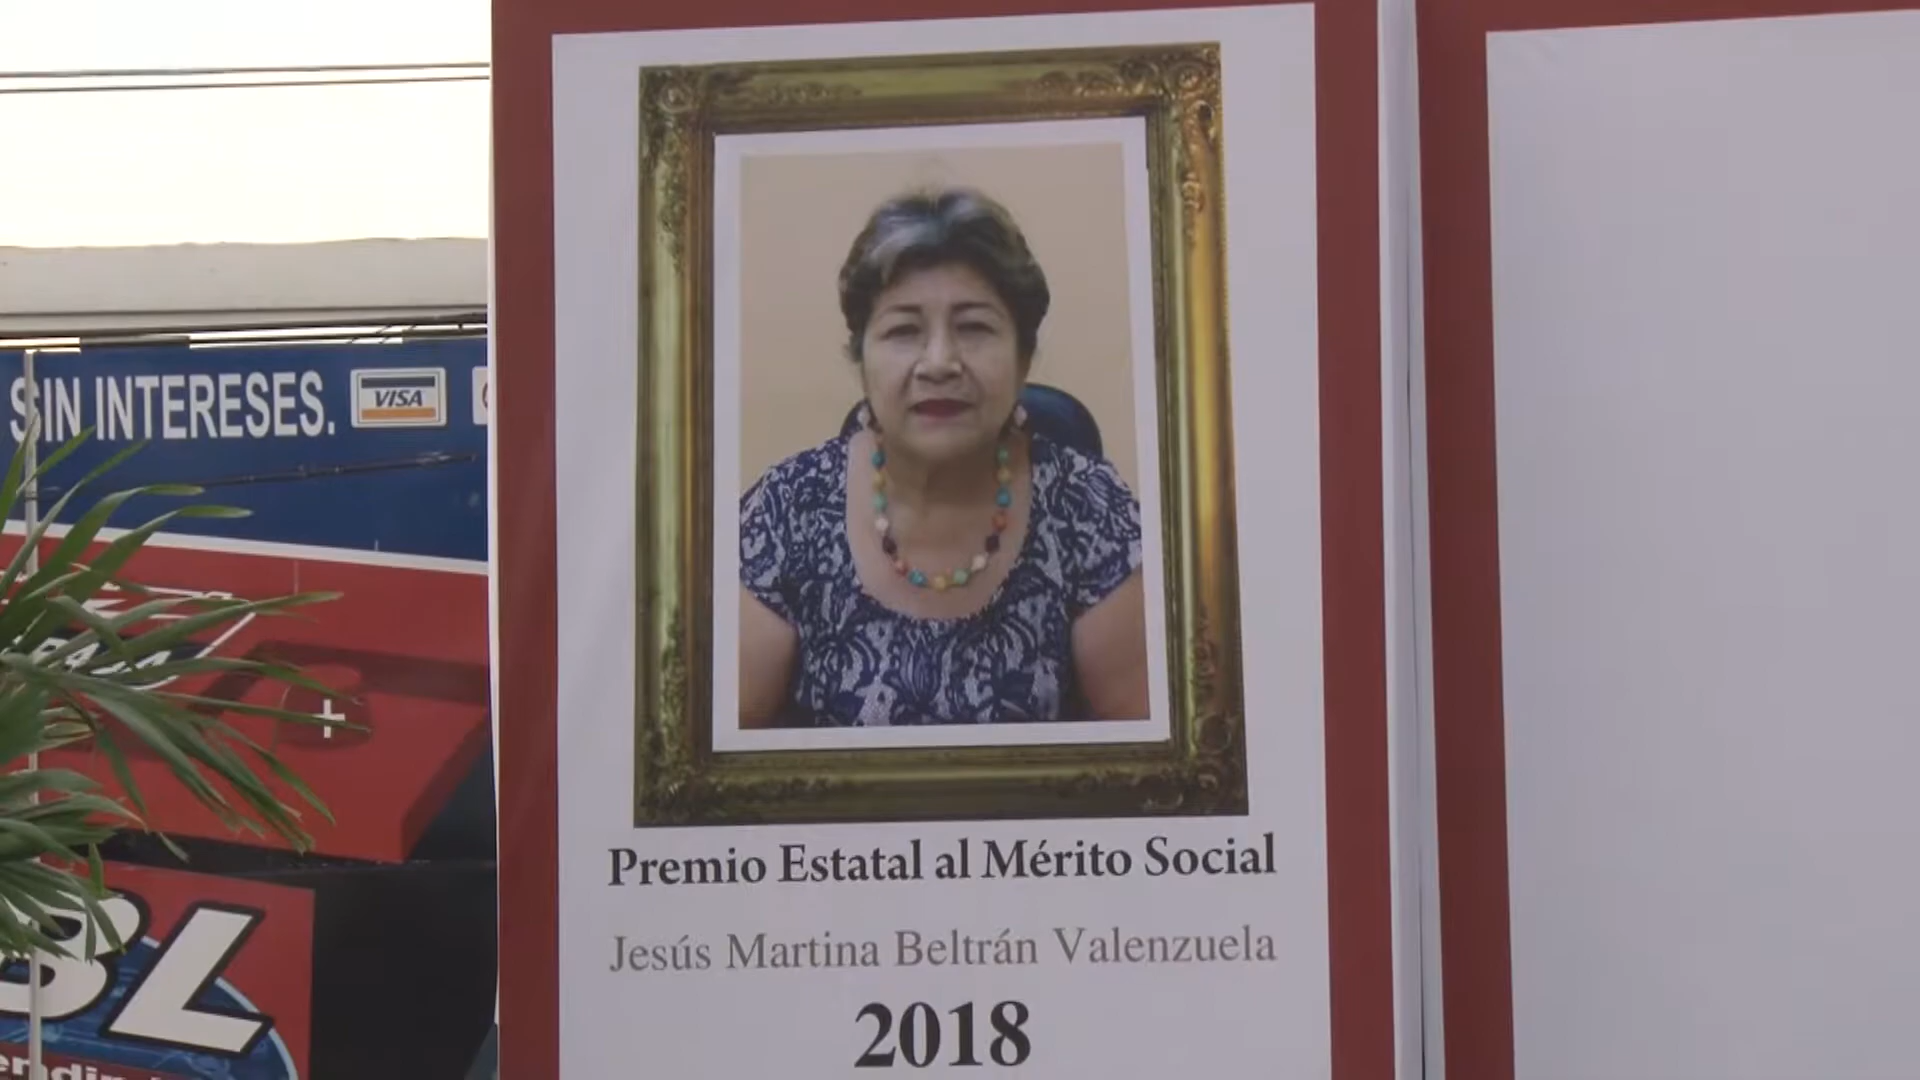 SIN INTERESES.
VISA
Premio Estatal al Mérito Social
Jesús Martina Beltrán Valenzuela
2018